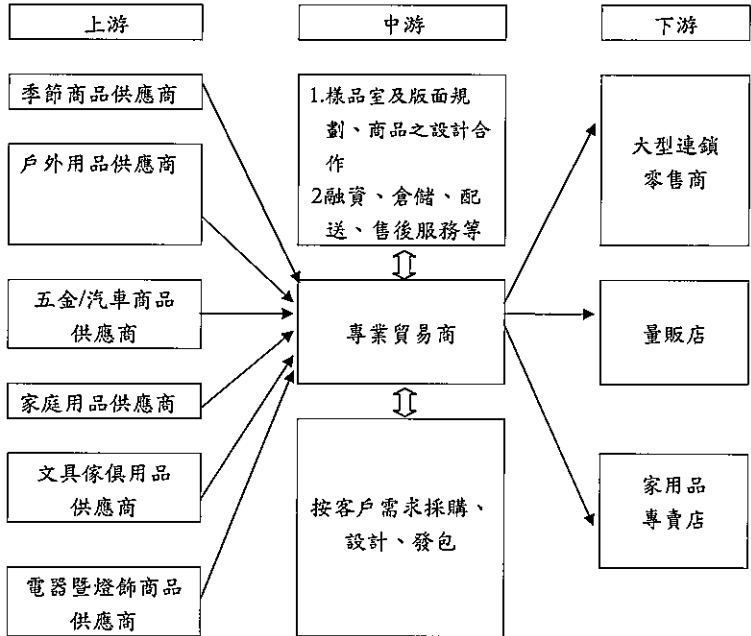 上游
中游
下游
季節商品供應商
戶外用品供應商
五金/汽車商品
供應商
家庭用品供應商
文具傢俱用品
供應商
電器暨燈飾商品
供應商
1.樣品室及版面規
劃、商品之設計合
作
2融資、倉儲、配
送、售後服務等
專業貿易商
按客戶需求採購、
設計、發包
大型連鎖
零售商
量販店
家用品
專賣店